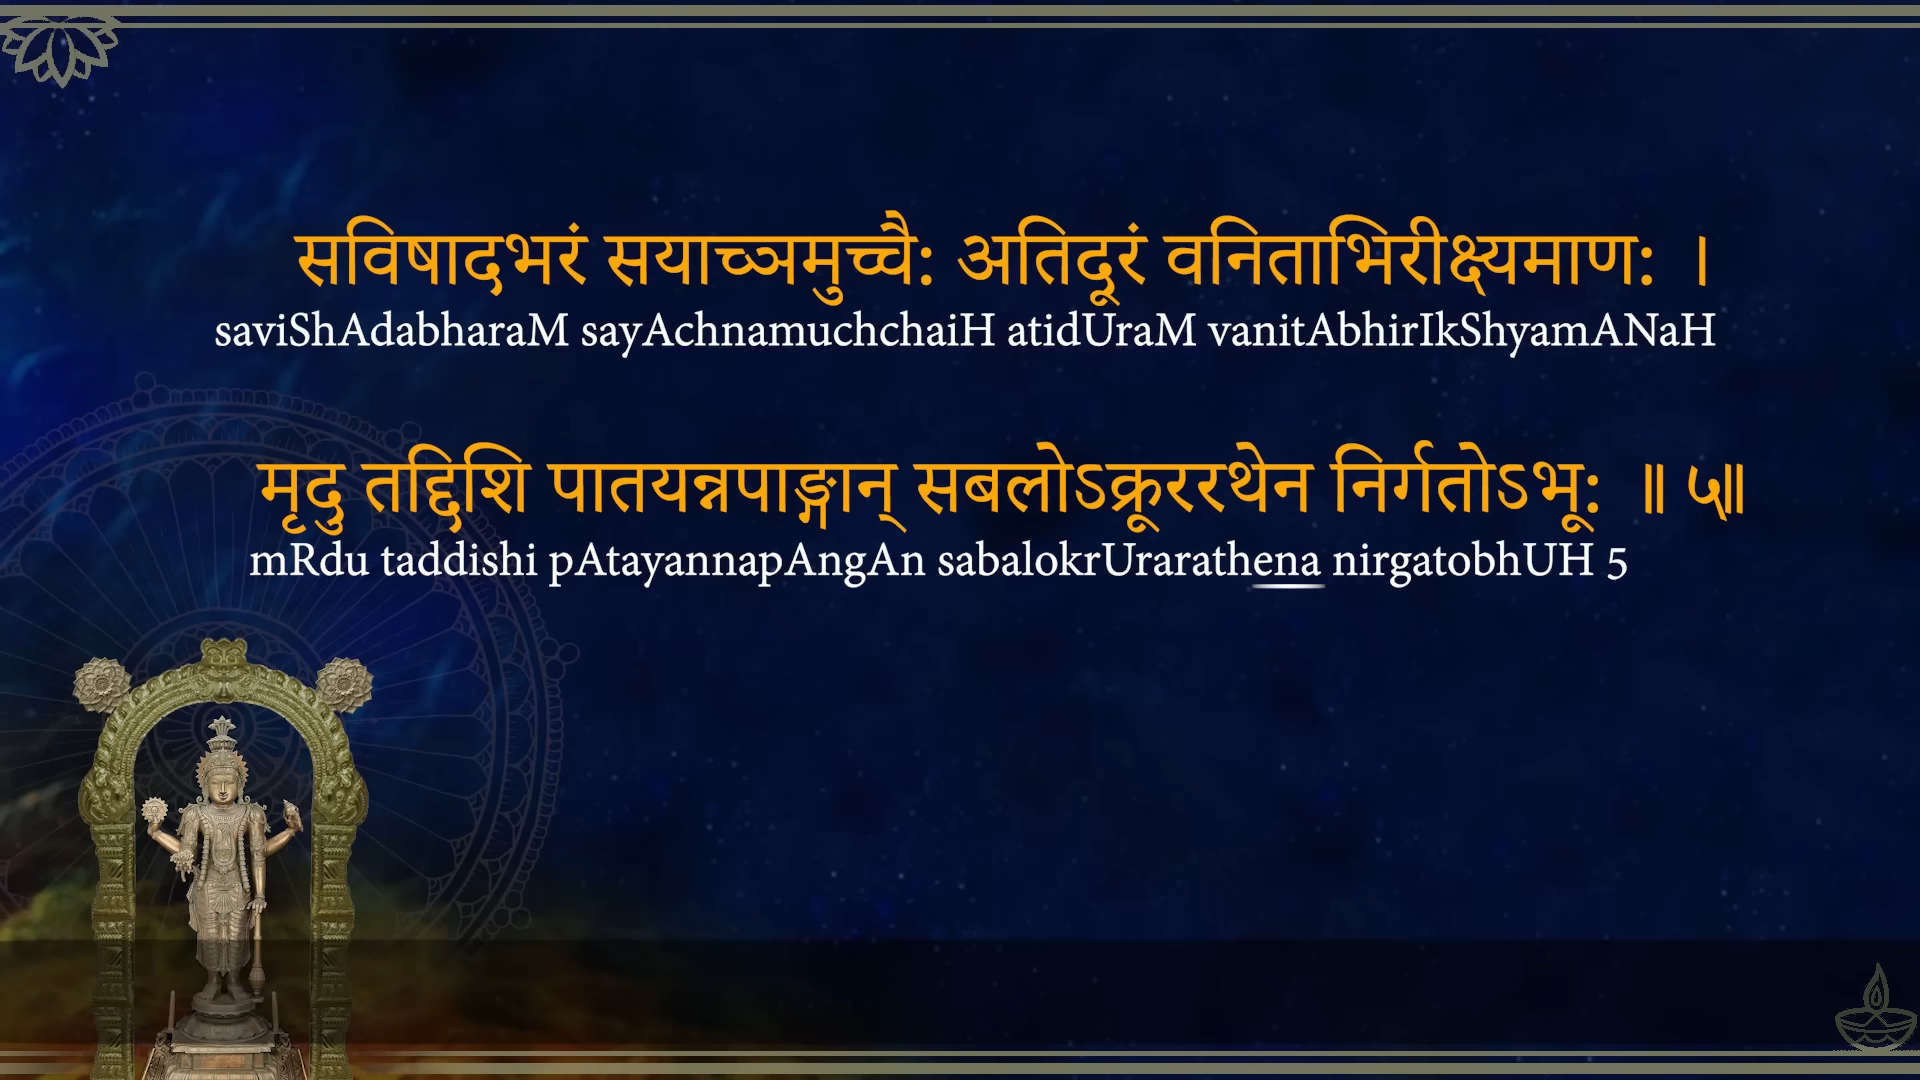 सविषादभरं सयाच्ञमुच्चैः अतिदूरं वनिताभिरीक्ष्यमाणः ।
saviShAdabharaM sayAchnamuchchaiH atidUraM vanitAbhirIkShyamANaH
मृदु तद्दिशि पातयन्नपाङ्गान् सबलोऽक्रूररथेन निर्गतोऽभूः ॥ ५॥
mRdu taddishi pAtayannapAngAn sabalokrUrarathena nirgatobhUH 5